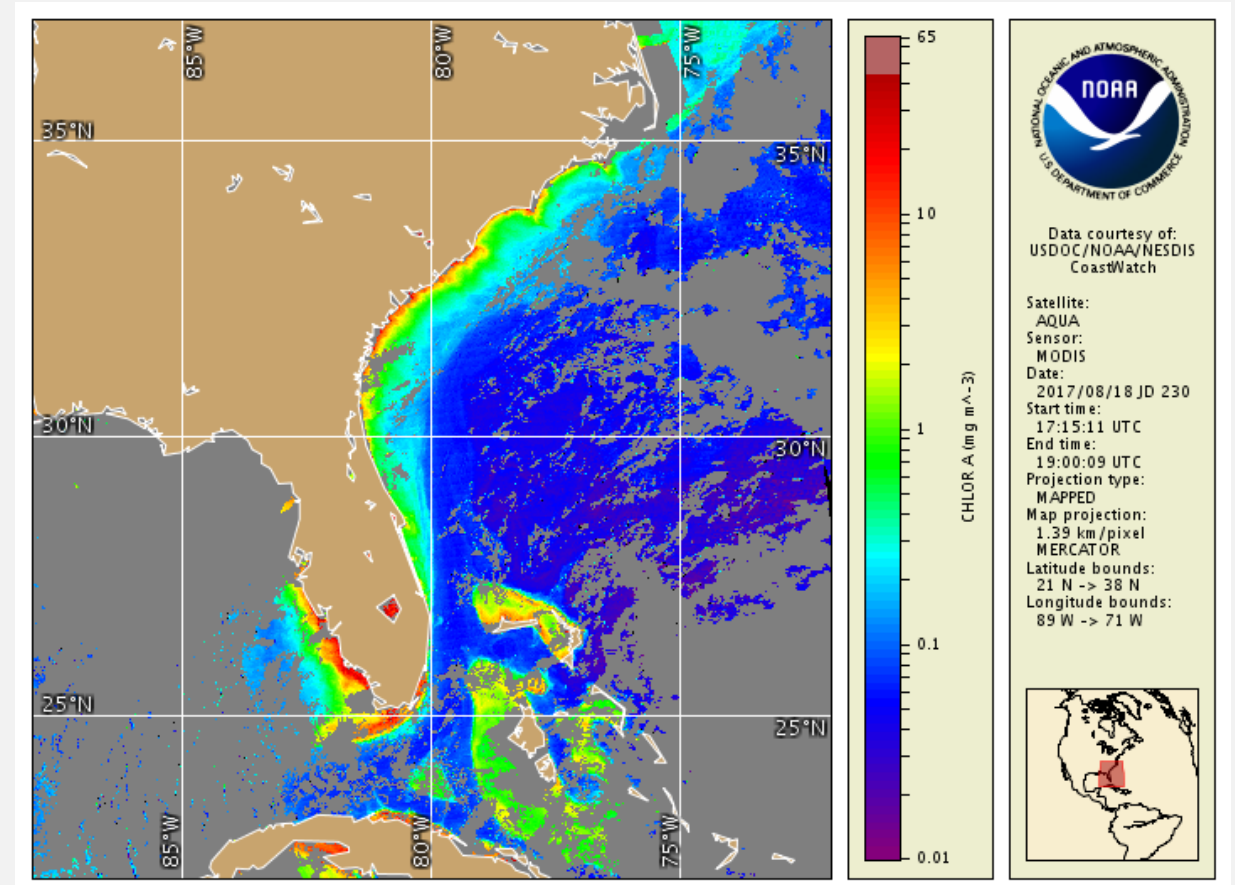 85°W
80°W
75°W
35°N
35°N
30°N
30°N
25°N
25°N
85°W
80°W
75°W
65
10
1
0.1
0.01
CHLOR A (mg m^-3)
NATIONAL OCEANIC AND ATMOSPHERIC ADMINISTRATION
NOAA
U.S. DEPARTMENT OF COMMERCE
Data courtesy of:
USDOC/NOAA/NESDIS
CoastWatch
Satellite:
AQUA
Sensor:
MODIS
Date:
2017/08/18 JD 230
Start time:
17:15:11 UTC
End time:
19:00:09 UTC
Projection type:
MAPPED
Map projection:
1.39 km/pixel
MERCATOR
Latitude bounds:
21 N -> 38 N
Longitude bounds:
89 W -> 71 W